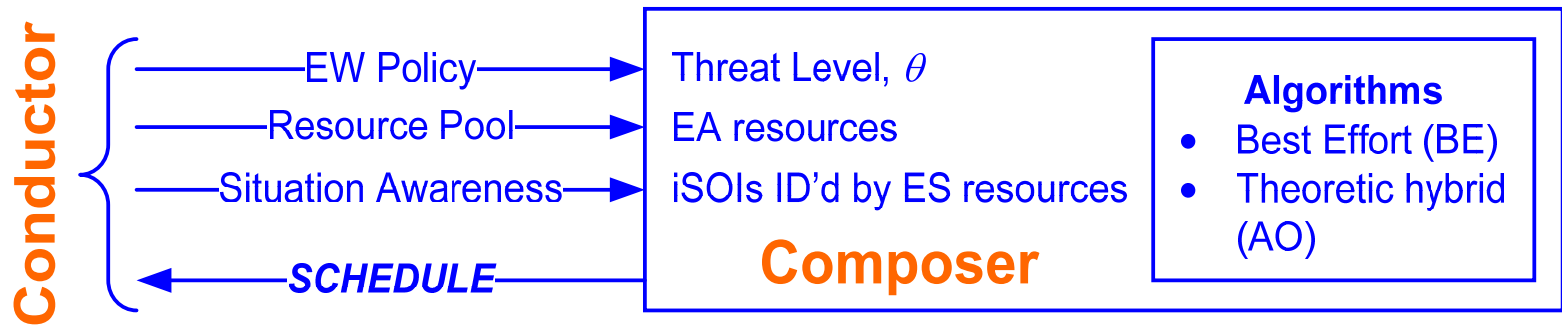 Conductor
EW Policy
Threat Level, θ
Resource Pool
EA resources
Situation Awareness
iSOIs ID’d by ES resources
SCHEDULE
Composer
Algorithms
• Best Effort (BE)
• Theoretic hybrid
(AO)